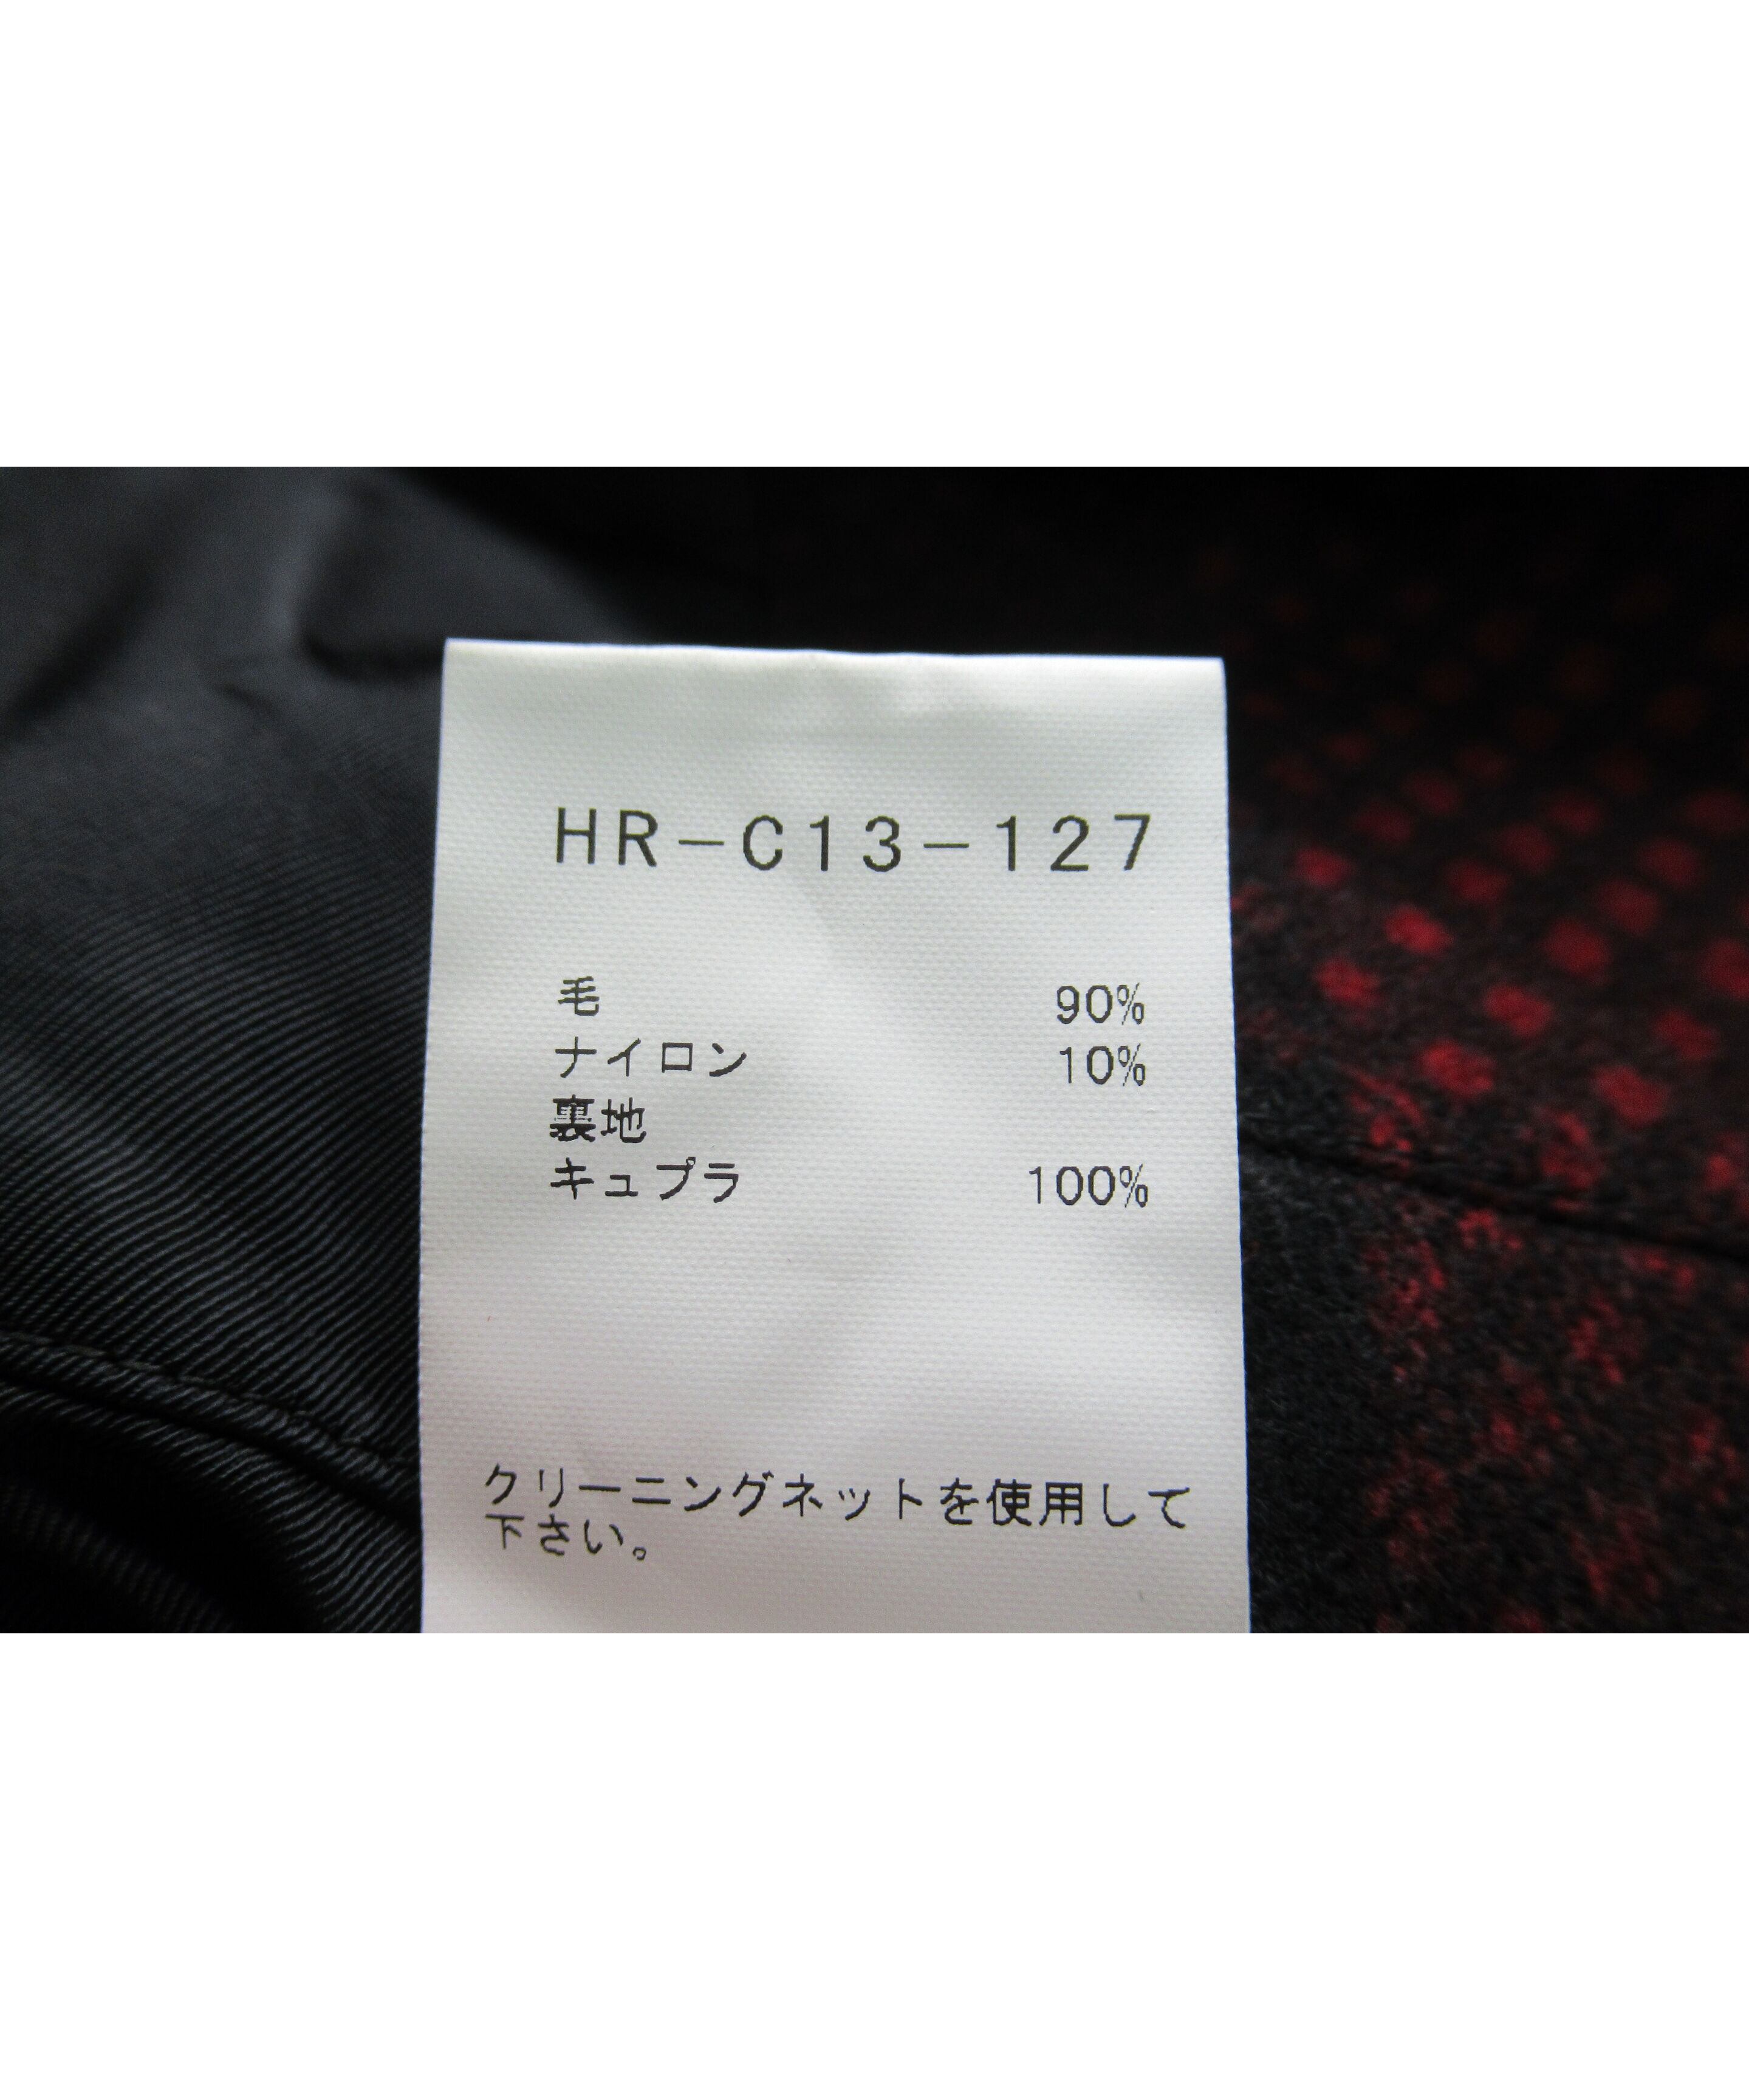 HR-C13-127
毛 90%
ナイロン 10%
裏地
キュプラ 100%
クリーニングネットを使用して
下さい。